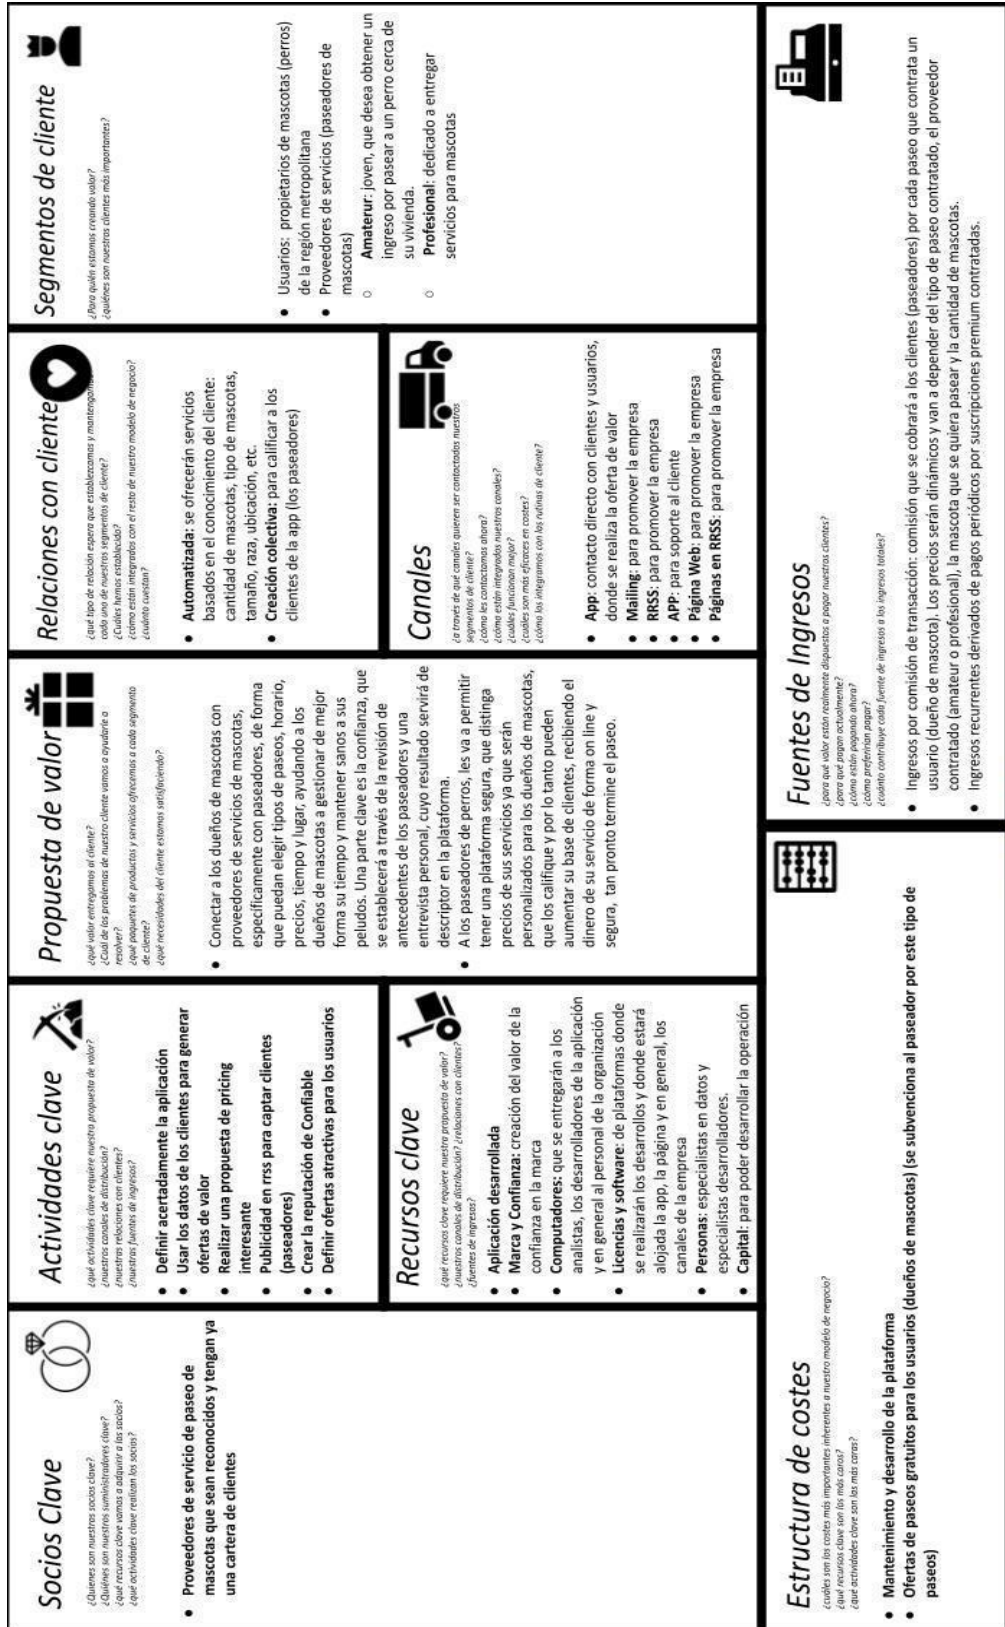 Socios Clave
¿Quienes son nuestros socios clave?
¿Quiénes son nuestros suministradores clave?
¿qué recursos clave vamos a adquirir a los socios?
¿qué actividades clave realizan los socios?
● Proveedores de servicio de paseo de
mascotas que sean reconocidos y tengan ya
una cartera de clientes
Actividades clave
¿qué actividades clave requiere nuestra propuesta de valor?
¿nuestros canales de distribución?
¿nuestras relaciones con clientes?
¿nuestras fuentes de ingresos?
● Definir acertadamente la aplicación
● Usar los datos de los clientes para generar
ofertas de valor
● Realizar una propuesta de pricing
interesante
● Publicidad en rrss para captar clientes
(paseadores)
● Crear la reputación de Confiable
● Definir ofertas atractivas para los usuarios
Recursos clave
¿qué recursos clave requiere nuestra propuesta de valor?
¿nuestros canales de distribución? ¿relaciones con clientes?
¿fuentes de ingresos?
● Aplicación desarrollada
● Marca y Confianza: creación del valor de la
confianza en la marca
● Computadores: que se entregarán a los
analistas, los desarrolladores de la aplicación
y en general al personal de la organización
● Licencias y software: de plataformas donde
se realizarán los desarrollos y donde estará
alojada la app, la página y en general, los
canales de la empresa
● Personas: especialistas en datos y
especialistas desarrolladores.
● Capital: para poder desarrollar la operación
Propuesta de valor
¿qué valor entregamos al cliente?
¿Cuál de los problemas de nuestro cliente vamos a ayudarle a
resolver?
¿qué paquetes de productos y servicios ofrecemos a cada segmento
de cliente?
¿qué necesidades del cliente estamos satisfaciendo?
● Conectar a los dueños de mascotas con
proveedores de servicios de mascotas,
específicamente con paseadores, de forma
que puedan elegir tipos de paseos, horario,
precios, tiempo y lugar, ayudando a los
dueños de mascotas a gestionar de mejor
forma su tiempo y mantener sanos a sus
peludos. Una parte clave es la confianza, que
se establecerá a través de la revisión de
antecedentes de los paseadores y una
entrevista personal, cuyo resultado servirá de
descriptor en la plataforma.
● A los paseadores de perros, les va a permitir
tener una plataforma segura, que distinga
precios de sus servicios ya que serán
personalizados para los dueños de mascotas,
que los califique y por lo tanto pueden
aumentar su base de clientes, recibiendo el
dinero de su servicio de forma on line y
segura, tan pronto termine el paseo.
Relaciones con cliente
¿qué tipo de relación espera que establezcamos y mantengamos
cada uno de nuestros segmentos de cliente?
¿Cuáles hemos establecido?
¿cómo están integradas con el resto de nuestro modelo de negocio?
¿cuánto cuestan?
● Automatizada: se ofrecerán servicios
basados en el conocimiento del cliente:
cantidad de mascotas, tipo de mascotas,
tamaño, raza, ubicación, etc.
● Creación colectiva: para calificar a los
clientes de la app (los paseadores)
Canales
¿a través de qué canales quieren ser contactados nuestros
segmentos de cliente?
¿cómo les contactamos ahora?
¿cómo están integrados nuestros canales?
¿cuáles funcionan mejor?
¿cuáles son más eficaces en costes?
¿cómo los integramos con las rutinas de cliente?
● App: contacto directo con clientes y usuarios,
donde se realiza la oferta de valor
● Mailing: para promover la empresa
● RRSS: para promover la empresa
● APP: para soporte al cliente
● Página Web: para promover la empresa
● Páginas en RRSS: para promover la empresa
Segmentos de cliente
¿Para quién estamos creando valor?
¿quiénes son nuestros clientes más importantes?
● Usuarios: propietarios de mascotas (perros)
de la región metropolitana
● Proveedores de servicios (paseadores de
mascotas)
○ Amaterur: joven, que desea obtener un
ingreso por pasear a un perro cerca de
su vivienda.
○ Profesional: dedicado a entregar
servicios para mascotas
Estructura de costes
¿cuáles son los costes más importantes inherentes a nuestro modelo de negocio?
¿qué recursos clave son los más caros?
¿qué actividades clave son las más caras?
● Mantenimiento y desarrollo de la plataforma
● Ofertas de paseos gratuitos para los usuarios (dueños de mascotas) (se subvenciona al paseador por este tipo de
paseos)
Fuentes de Ingresos
¿para qué valor están realmente dispuestos a pagar nuestros clientes?
¿para qué pagan actualmente?
¿cómo están pagando ahora?
¿cómo preferirían pagar?
¿cuánto contribuye cada fuente de ingresos a los ingresos totales?
● Ingresos por comisión de transacción: comisión que se cobrará a los clientes (paseadores) por cada paseo que contrata un
usuario (dueño de mascota). Los precios serán dinámicos y van a depender del tipo de paseo contratado, el proveedor
contratado (amateur o profesional), la mascota que se quiera pasear y la cantidad de mascotas.
● Ingresos recurrentes derivados de pagos periódicos por suscripciones premium contratadas.